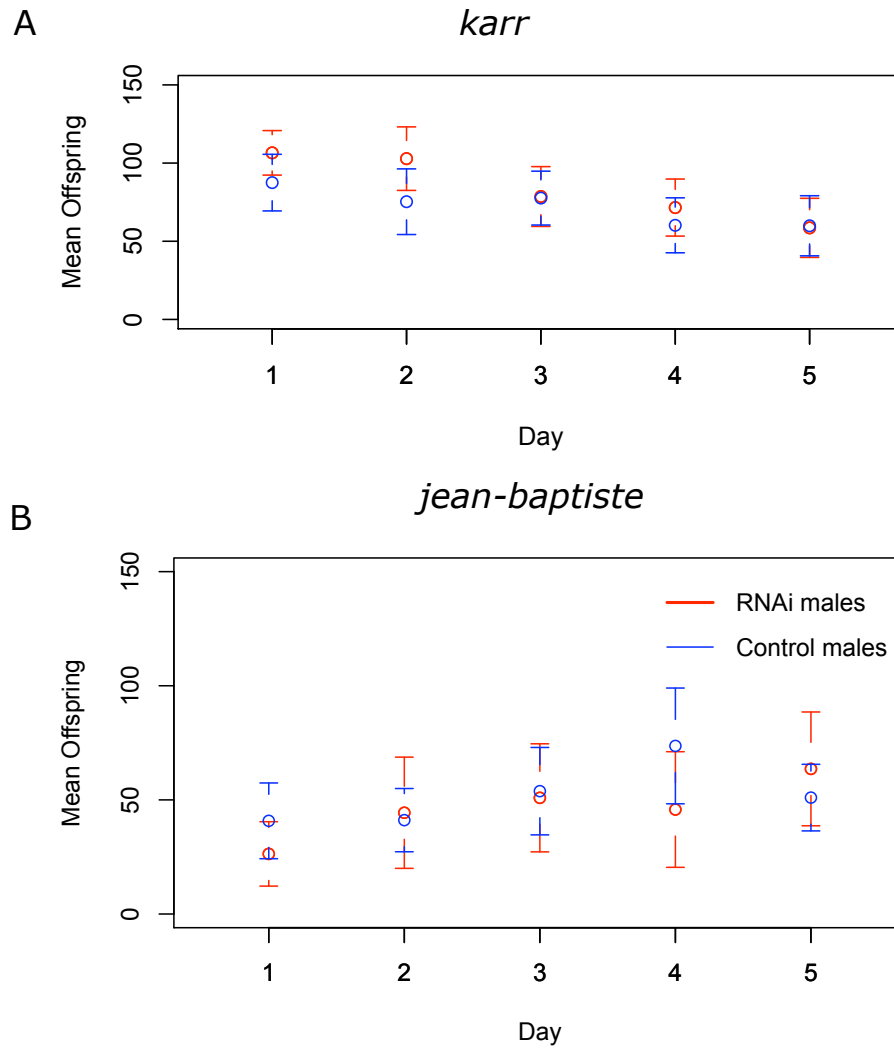 A
karr
Mean Offspring
150
100
50
0
1 2 3 4 5
Day
B
jean-baptiste
Mean Offspring
150
100
50
0
RNAi males
Control males
1 2 3 4 5
Day